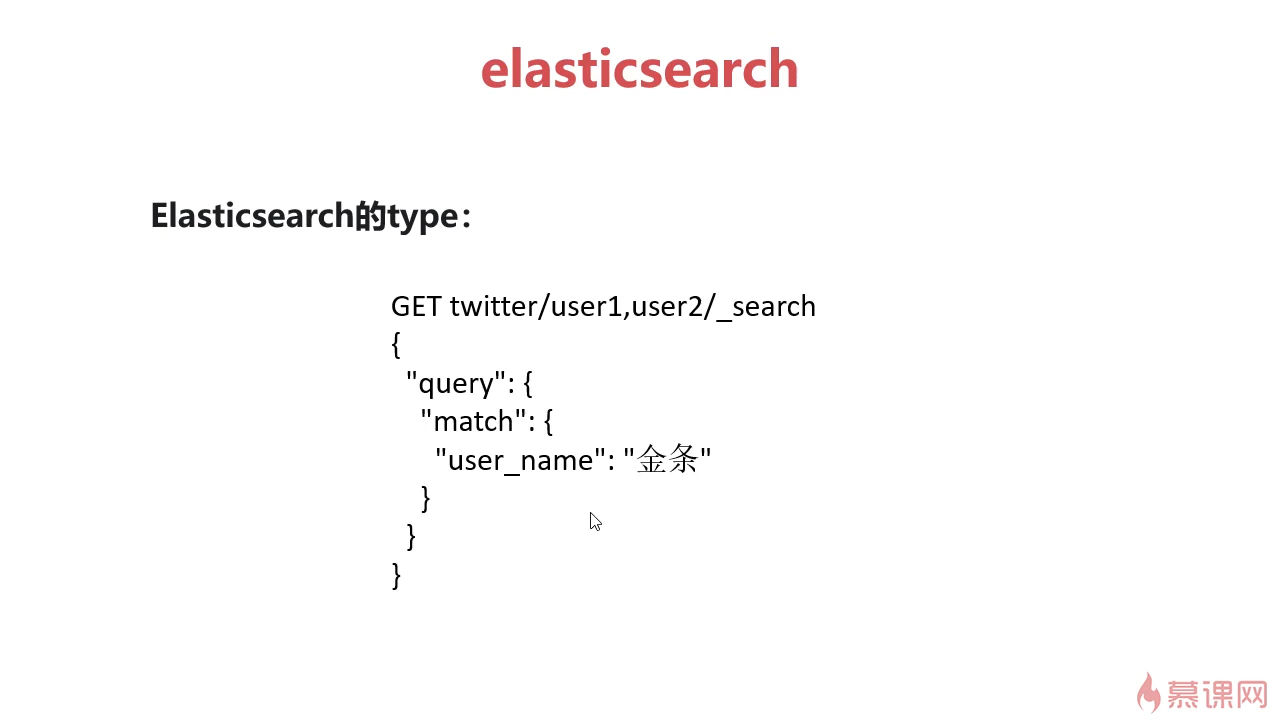 elasticsearch
Elasticsearch的type：
GET twitter/user1,user2/_search
{
  "query": {
    "match": {
      "user_name": "金条"
    }
  }
}
慕课网